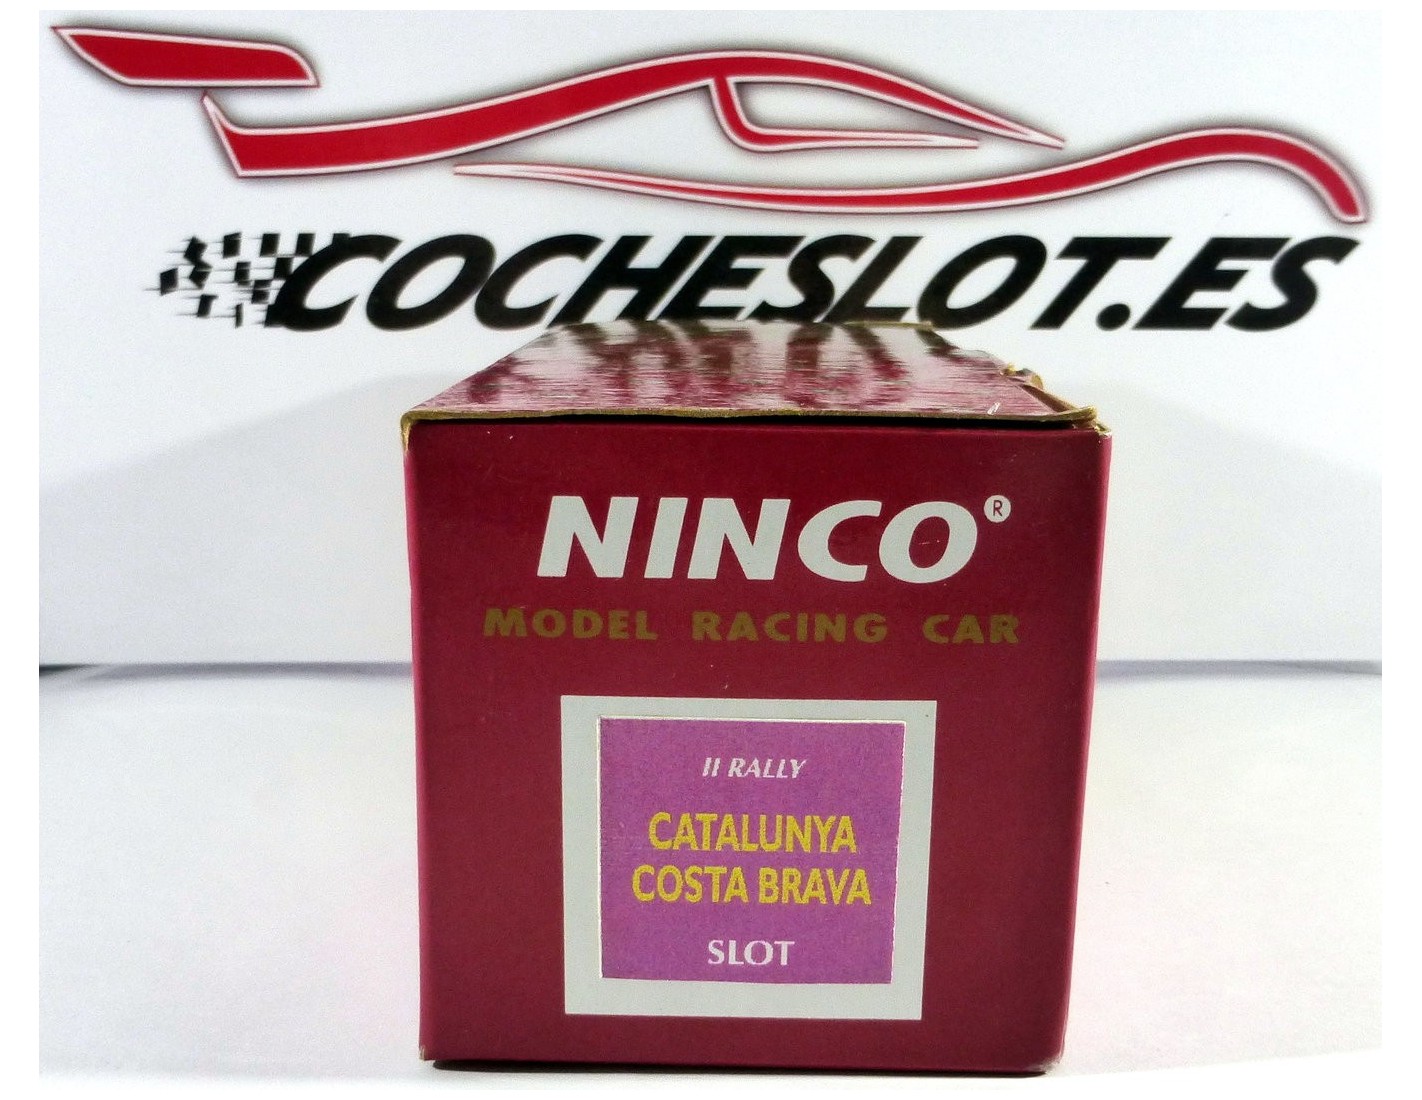 COCHESLOT.ES
NINCO®
MODEL RACING CAR
II RALLY
CATALUNYA
COSTA BRAVA
SLOT